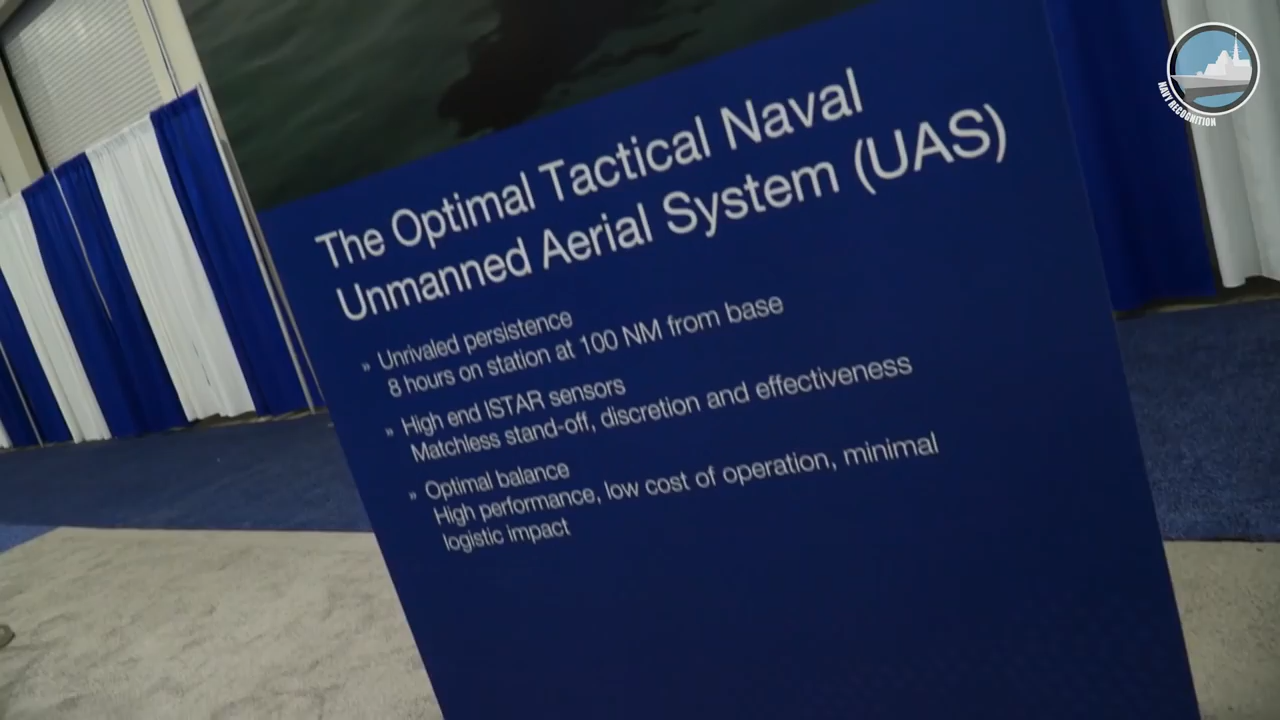 The Optimal Tactical Naval
Unmanned Aerial System (UAS)
» Unrivaled persistence
8 hours on station at 100 NM from base
» High end ISTAR sensors
Matchless stand-off, discretion and effectiveness
» Optimal balance
High performance, low cost of operation, minimal
logistic impact
NAVY RECOGNITION